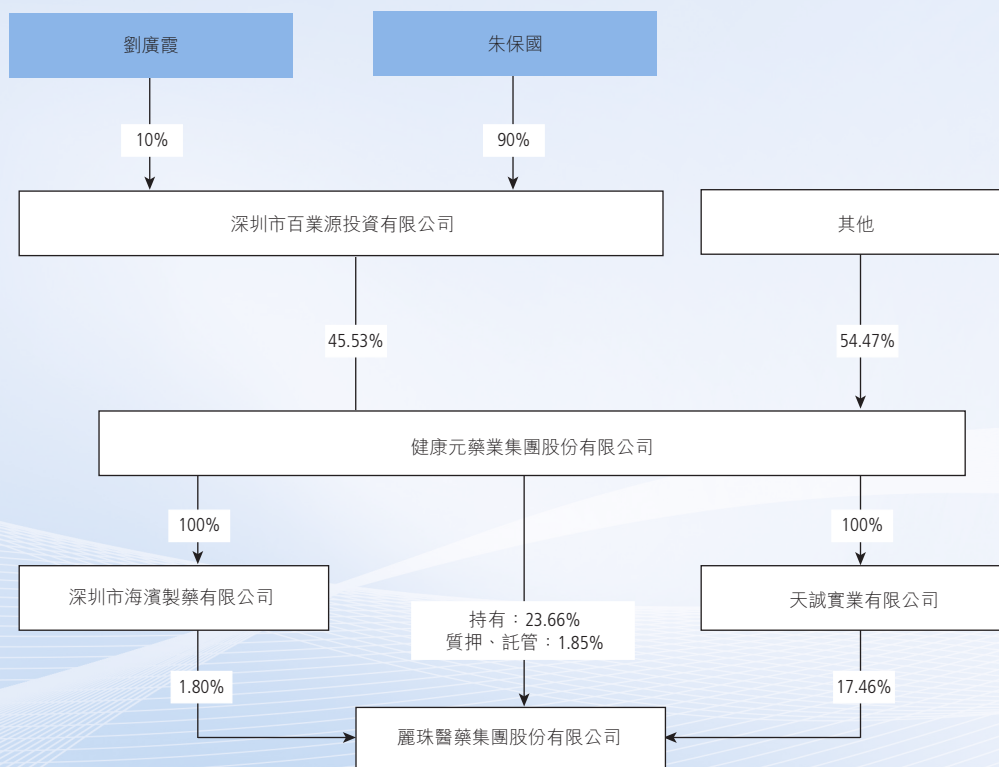 劉廣霞
朱保國
10%
90%
深圳市百業源投資有限公司
其他
45.53%
54.47%
健康元藥業集團股份有限公司
100%
100%
深圳市海濱製藥有限公司
天誠實業有限公司
持有：23.66%
質押、託管：1.85%
1.80%
17.46%
麗珠醫藥集團股份有限公司